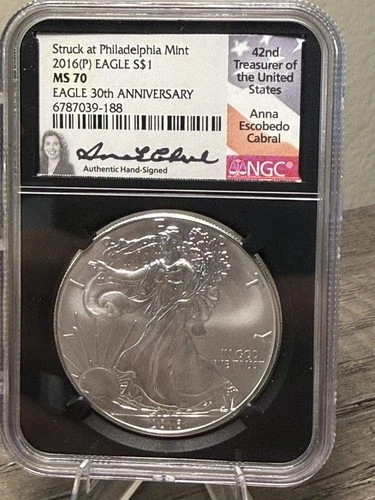 Struck at Philadelphia Mint
2016(P) EAGLE S$1
MS 70
EAGLE 30th ANNIVERSARY
6787039-188
Authentic Hand-Signed
42nd
Treasurer of
the United
States
Anna
Escobedo
Cabral
NGC®
IN GOD
WE TRUST
2016